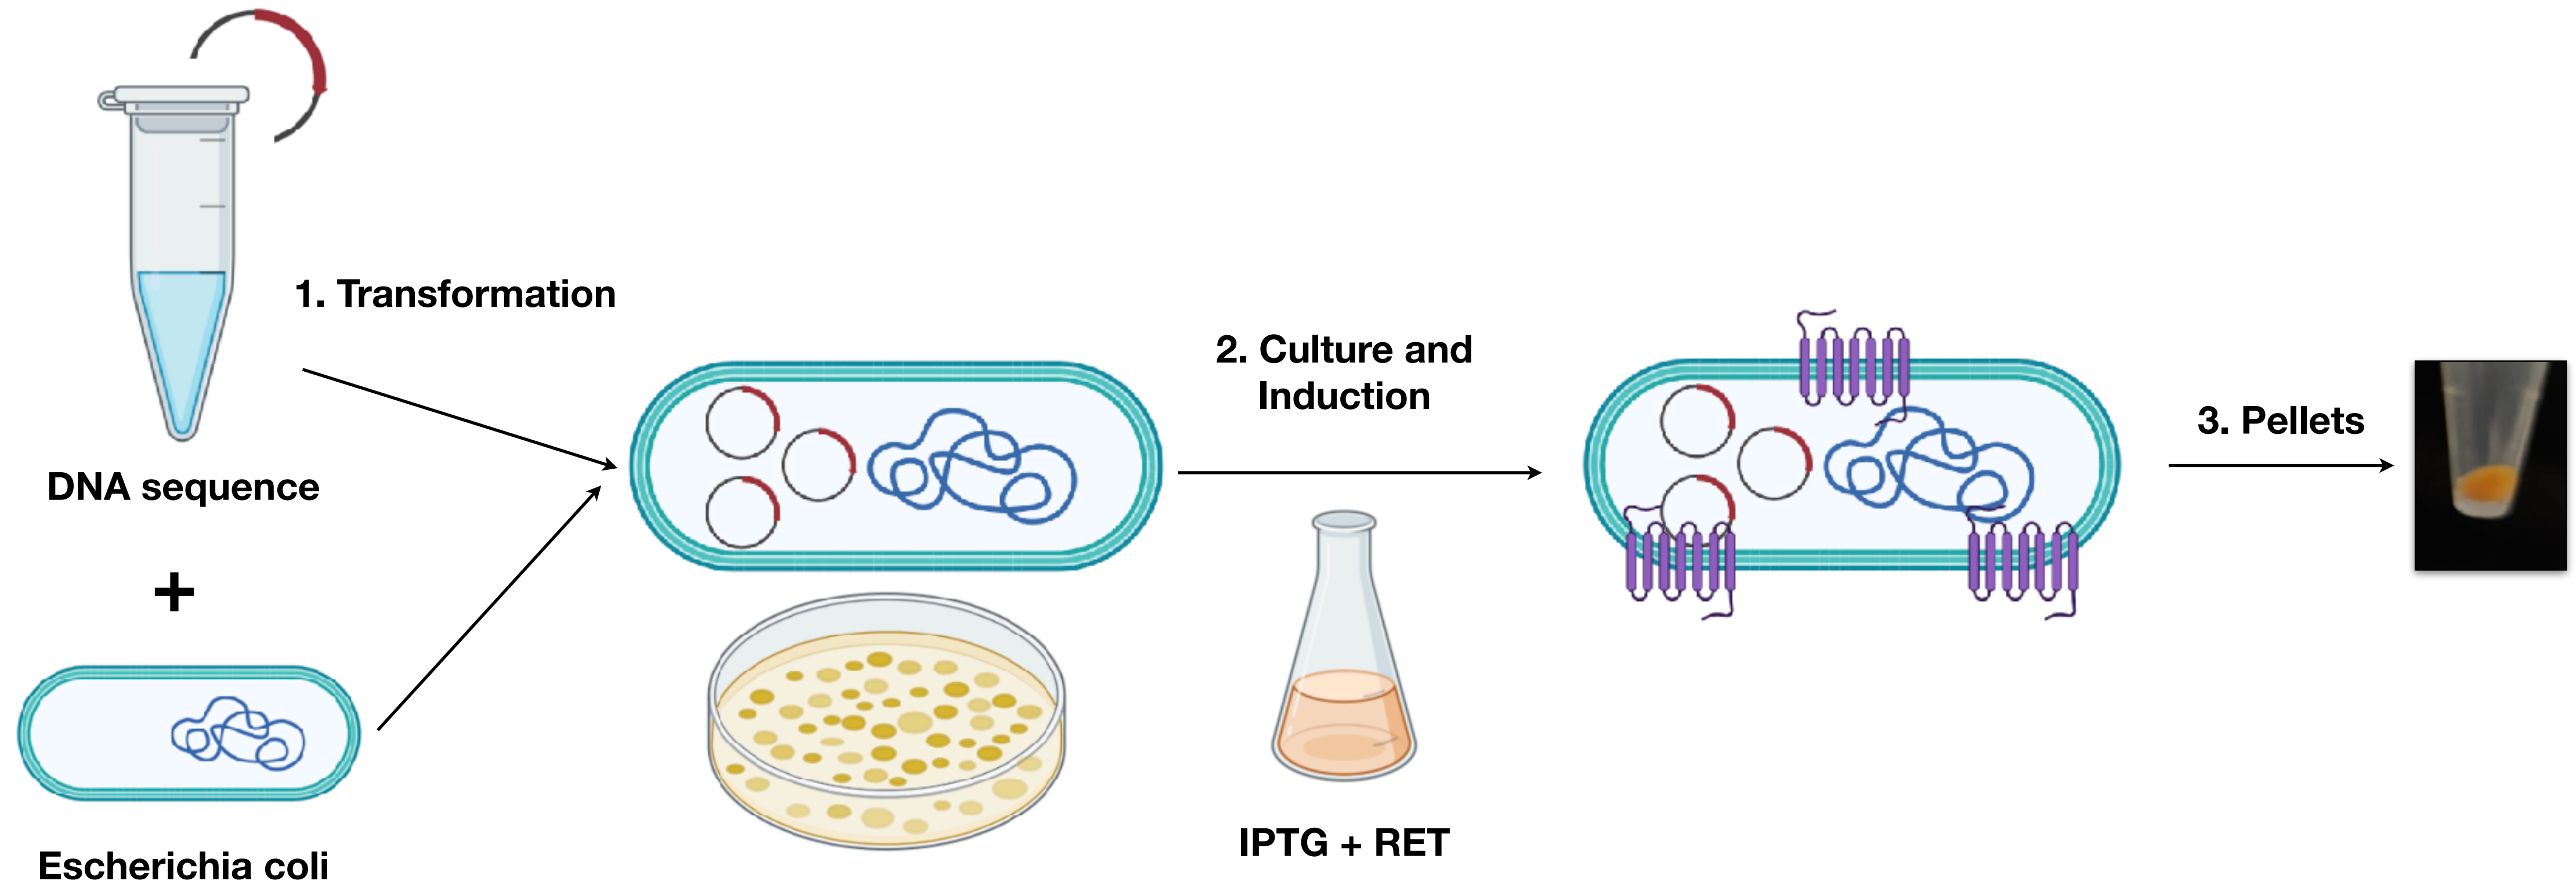 1. Transformation
DNA sequence
+
Escherichia coli
2. Culture and
Induction
IPTG + RET
3. Pellets